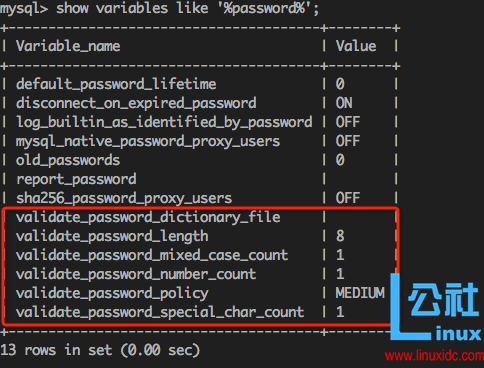 mysql> show variables like '%password%';
+---------------------------------------+--------+
| Variable_name | Value |
+---------------------------------------+--------+
| default_password_lifetime | 0 |
| disconnect_on_expired_password | ON |
| log_builtin_as_identified_by_password | OFF |
| mysql_native_password_proxy_users | OFF |
| old_passwords | 0 |
| report_password | |
| sha256_password_proxy_users | OFF |
| validate_password_dictionary_file | |
| validate_password_length | 8 |
| validate_password_mixed_case_count | 1 |
| validate_password_number_count | 1 |
| validate_password_policy | MEDIUM |
| validate_password_special_char_count | 1 |
+---------------------------------------+--------+
13 rows in set (0.00 sec)
公社
Linux
www.linuxidc.com